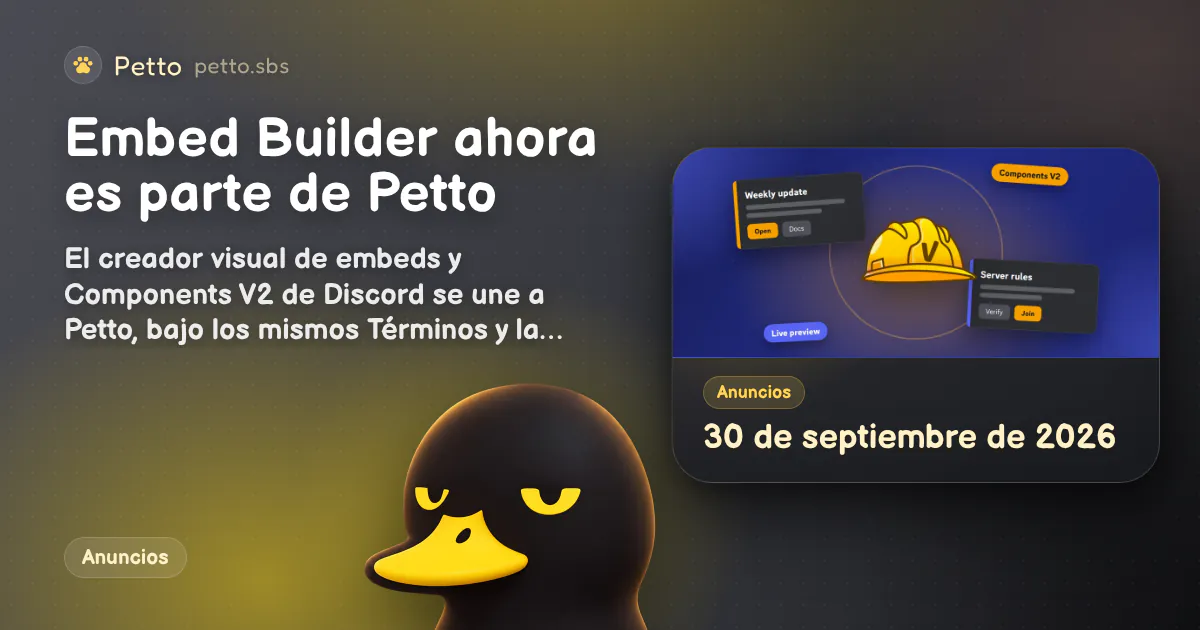 Petto petto.sbs
Embed Builder ahora
es parte de Petto
El creador visual de embeds y
Components V2 de Discord se une a
Petto, bajo los mismos Términos y la...
Anuncios
Components V2
Weekly update
Open Docs
V
Server rules
Verify Join
Live preview
Anuncios
30 de septiembre de 2026